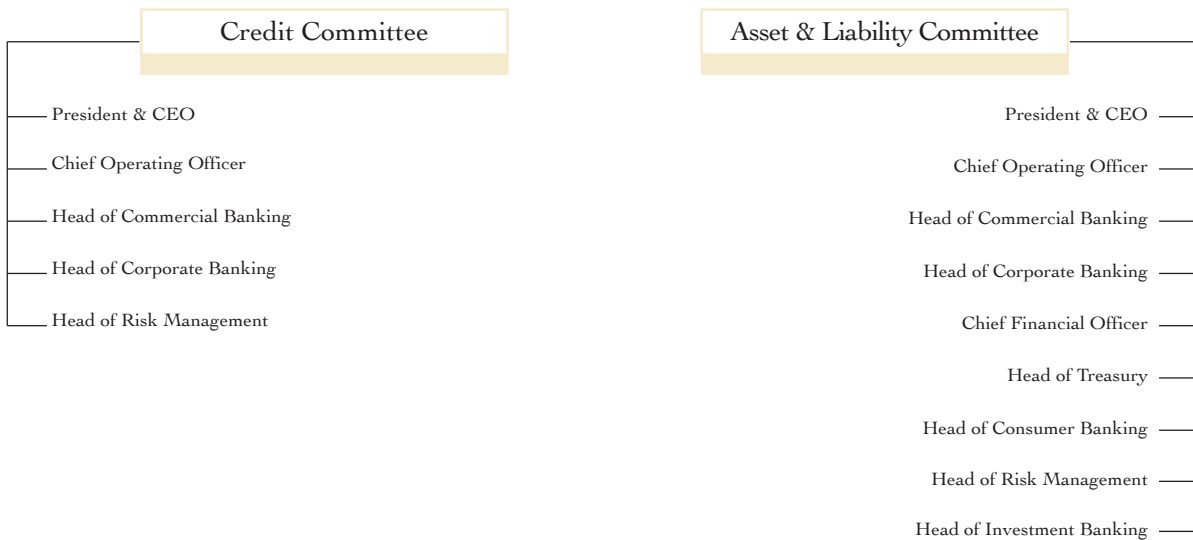 Credit Committee
President & CEO
Chief Operating Officer
Head of Commercial Banking
Head of Corporate Banking
Head of Risk Management
Asset & Liability Committee
President & CEO
Chief Operating Officer
Head of Commercial Banking
Head of Corporate Banking
Chief Financial Officer
Head of Treasury
Head of Consumer Banking
Head of Risk Management
Head of Investment Banking